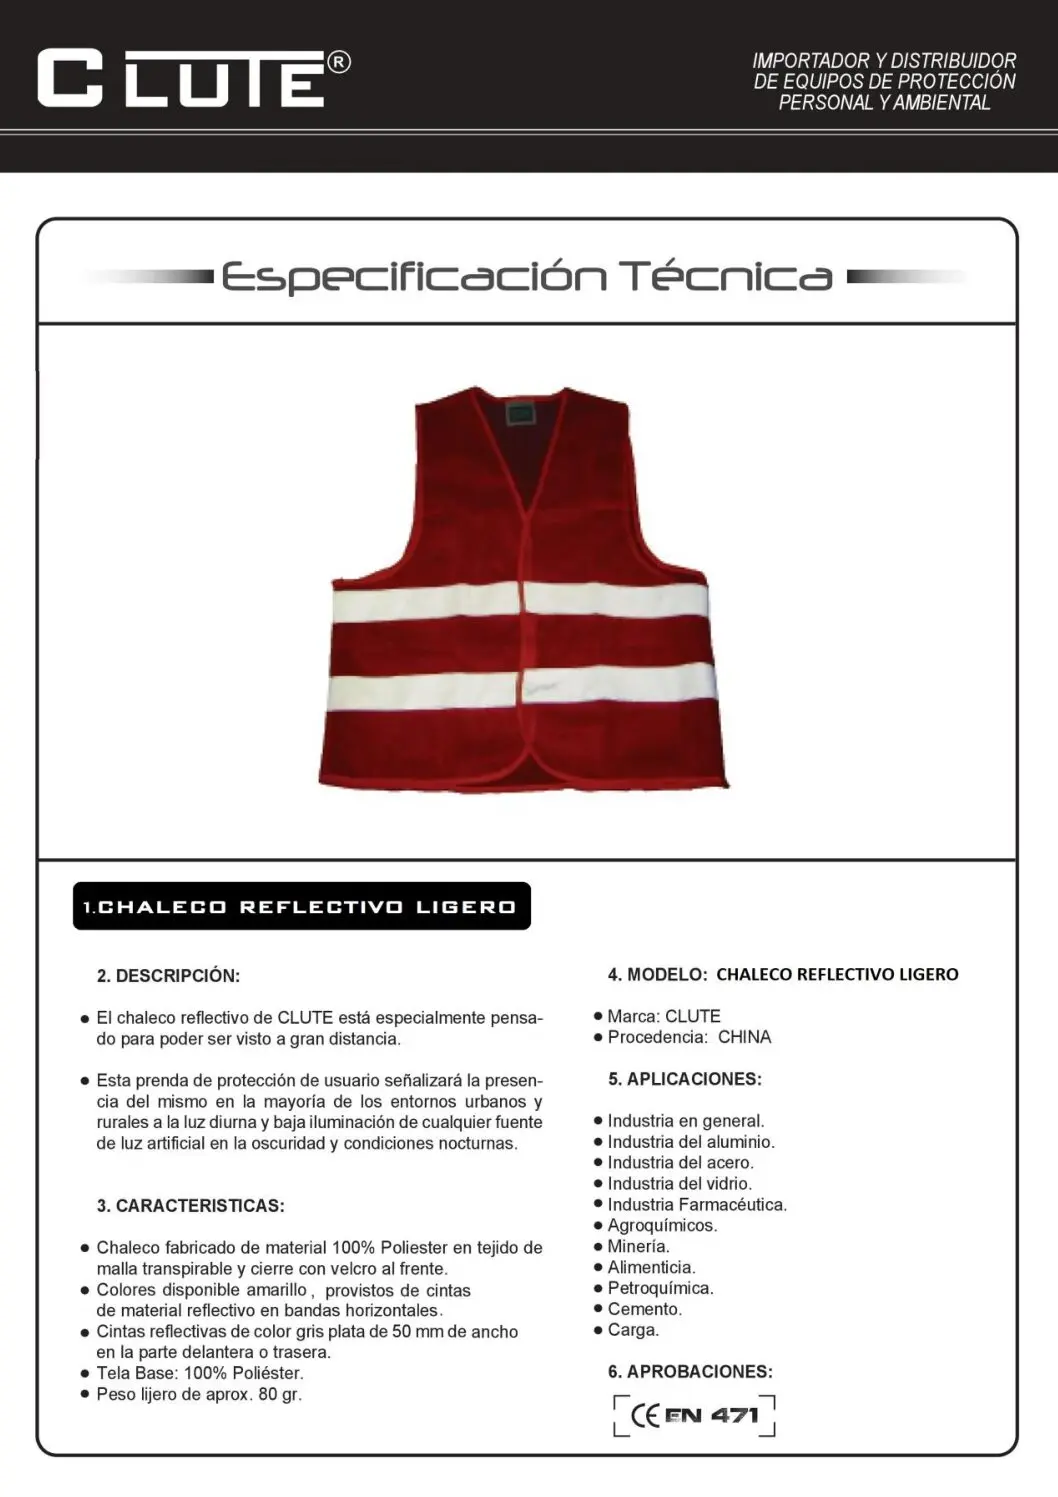 CLUTE®
IMPORTADOR Y DISTRIBUIDOR
DE EQUIPOS DE PROTECCIÓN
PERSONAL Y AMBIENTAL
Especificación Técnica
1.CHALECO REFLECTIVO LIGERO
2. DESCRIPCIÓN:
● El chaleco reflectivo de CLUTE está especialmente pensa-
do para poder ser visto a gran distancia.
● Esta prenda de protección de usuario señalizará la presen-
cia del mismo en la mayoría de los entornos urbanos y
rurales a la luz diurna y baja iluminación de cualquier fuente
de luz artificial en la oscuridad y condiciones nocturnas.
3. CARACTERISTICAS:
● Chaleco fabricado de material 100% Poliester en tejido de
malla transpirable y cierre con velcro al frente.
● Colores disponible amarillo , provistos de cintas
de material reflectivo en bandas horizontales.
● Cintas reflectivas de color gris plata de 50 mm de ancho
en la parte delantera o trasera.
● Tela Base: 100% Poliéster.
● Peso lijero de aprox. 80 gr.
4. MODELO: CHALECO REFLECTIVO LIGERO
● Marca: CLUTE
● Procedencia: CHINA
5. APLICACIONES:
● Industria en general.
● Industria del aluminio.
● Industria del acero.
● Industria del vidrio.
● Industria Farmacéutica.
● Agroquímicos.
● Minería.
● Alimenticia.
● Petroquímica.
● Cemento.
● Carga.
6. APROBACIONES:
CE EN 471